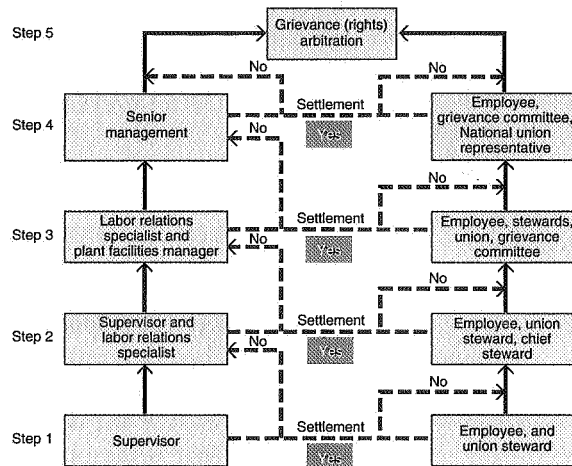 Step 5
Grievance (rights)
arbitration
No
No
Step 4
Senior
management
Settlement
Yes
Employee,
grievance committee,
National union
representative
No
No
Step 3
Labor relations
specialist and
plant facilities manager
Settlement
Yes
Employee, stewards,
union, grievance
committee
No
No
Step 2
Supervisor and
labor relations
specialist
Settlement
Yes
Employee, union
steward, chief
steward
No
No
Step 1
Supervisor
Settlement
Yes
Employee, and
union steward